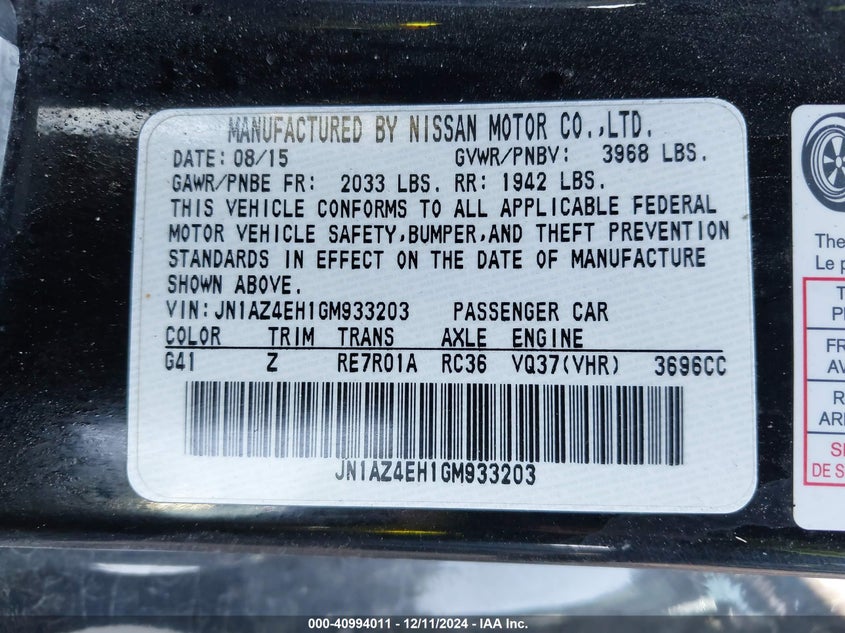 MANUFACTURED BY NISSAN MOTOR CO.,LTD.
DATE: 08/15 GVWR/PNBV: 3968 LBS.
GAWR/PNBE FR: 2033 LBS. RR: 1942 LBS.
THIS VEHICLE CONFORMS TO ALL APPLICABLE FEDERAL
MOTOR VEHICLE SAFETY,BUMPER,AND THEFT PREVENTION
STANDARDS IN EFFECT ON THE DATE OF MANUFACTURE
SHOWN ABOVE.
VIN:JN1AZ4EH1GM933203 PASSENGER CAR
COLOR TRIM TRANS AXLE ENGINE
G41 Z RE7R01A RC36 VQ37(VHR) 3696CC
JN1AZ4EH1GM933203
The
Le p
000-40994011 - 12/11/2024 - IAA Inc.